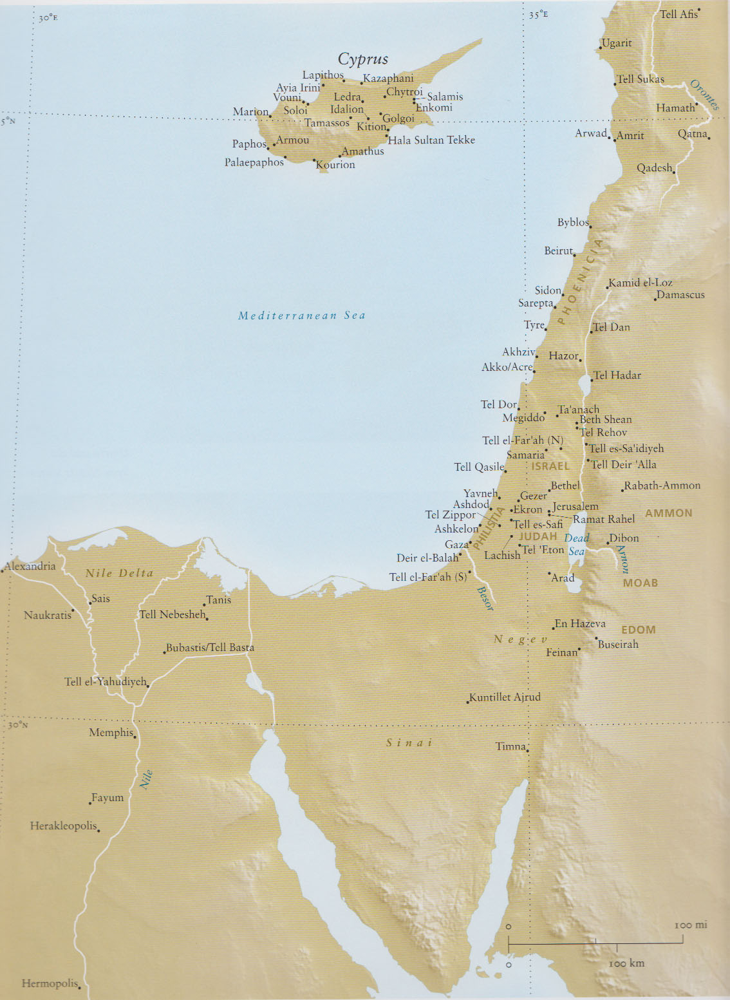 30°E
35°E
Tell Afis
Ugarit
Cyprus
Lapithos
Kazaphani
Tell Sukas
Orontes
Ayia Irini
Chytroi
Vouni
Ledra
Salamis
Enkomi
Marion
Soloi
Idalion
Hamath
5°N
Tamassos
Golgoi
Kition
Arwad
Amrit
Qatna
Paphos
Armou
Hala Sultan Tekke
Amathus
Palaepaphos
Kourion
Qadesh
Byblos
Beirut
PHOENICIA
Kamid el-Loz
Sidon
Damascus
Sarepta
Mediterranean Sea
Tyre
Tel Dan
Akhziv
Hazor
Akko/Acre
Tel Hadar
Tel Dor
Ta'anach
Megiddo
Beth Shean
Tel Rehov
Tell el-Far'ah (N)
Tell es-Sa'idiyeh
Samaria
Tell Qasile
ISRAEL
Tell Deir 'Alla
Bethel
Rabath-Ammon
Yavneh
Gezer
Ashdod
Ekron
Jerusalem
AMMON
Tel Zippor
Ramat Rahel
PHILISTIA
Tell es-Safi
Ashkelon
JUDAH
Dead
Sea
Dibon
Gaza
Lachish
Tel 'Eton
Arnon
Deir el-Balah
Alexandria
Nile Delta
Tell el-Far'ah (S)
Arad
MOAB
Besor
Sais
Tanis
Naukratis
Tell Nebesheh
En Hazeva
EDOM
Negev
Buseirah
Bubastis/Tell Basta
Feinan
Tell el-Yahudiyeh
Kuntillet Ajrud
30°N
Memphis
Sinai
Timna
Nile
Fayum
Herakleopolis
0
100 mi
0
100 km
Hermopolis